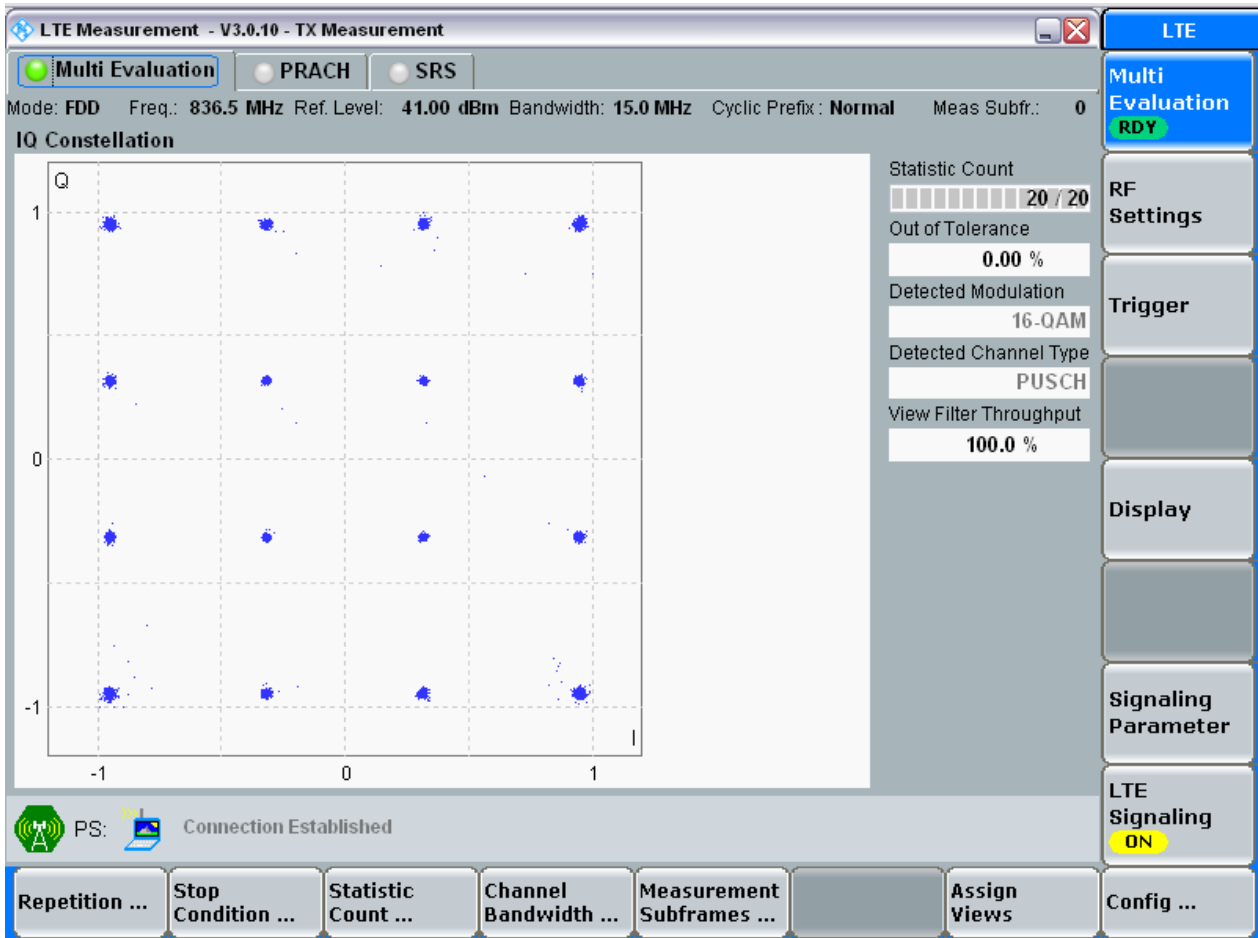 LTE Measurement - V3.0.10 - TX Measurement
LTE
Multi Evaluation PRACH SRS
Mode: FDD Freq.: 836.5 MHz Ref. Level: 41.00 dBm Bandwidth: 15.0 MHz Cyclic Prefix : Normal Meas Subfr.: 0
IQ Constellation
Q
1
0
-1
-1 0 1
I
Statistic Count
20 / 20
Out of Tolerance
0.00 %
Detected Modulation
16-QAM
Detected Channel Type
PUSCH
View Filter Throughput
100.0 %
Multi
Evaluation
RDY
RF
Settings
Trigger
Display
Signaling
Parameter
LTE
Signaling
ON
PS: Connection Established
Repetition ...
Stop
Condition ...
Statistic
Count ...
Channel
Bandwidth ...
Measurement
Subframes ...
Assign
Views
Config ...